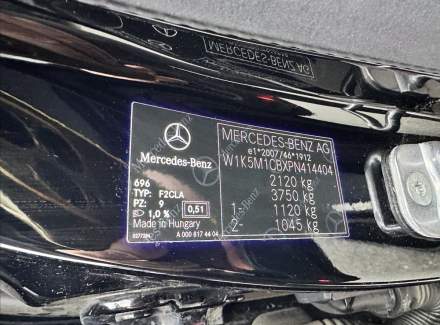 MERCEDES-BENZ AG
Mercedes-Benz
696
TYP: F2CLA
PZ: 9
1,0 % 0,51
Made in Hungary
A 000 817 44 04
MERCEDES-BENZ AG
e1*2007/46*1912
W1K5M1CBXPN414404
2120 kg
3750 kg
1- 1120 kg
2- 1045 kg